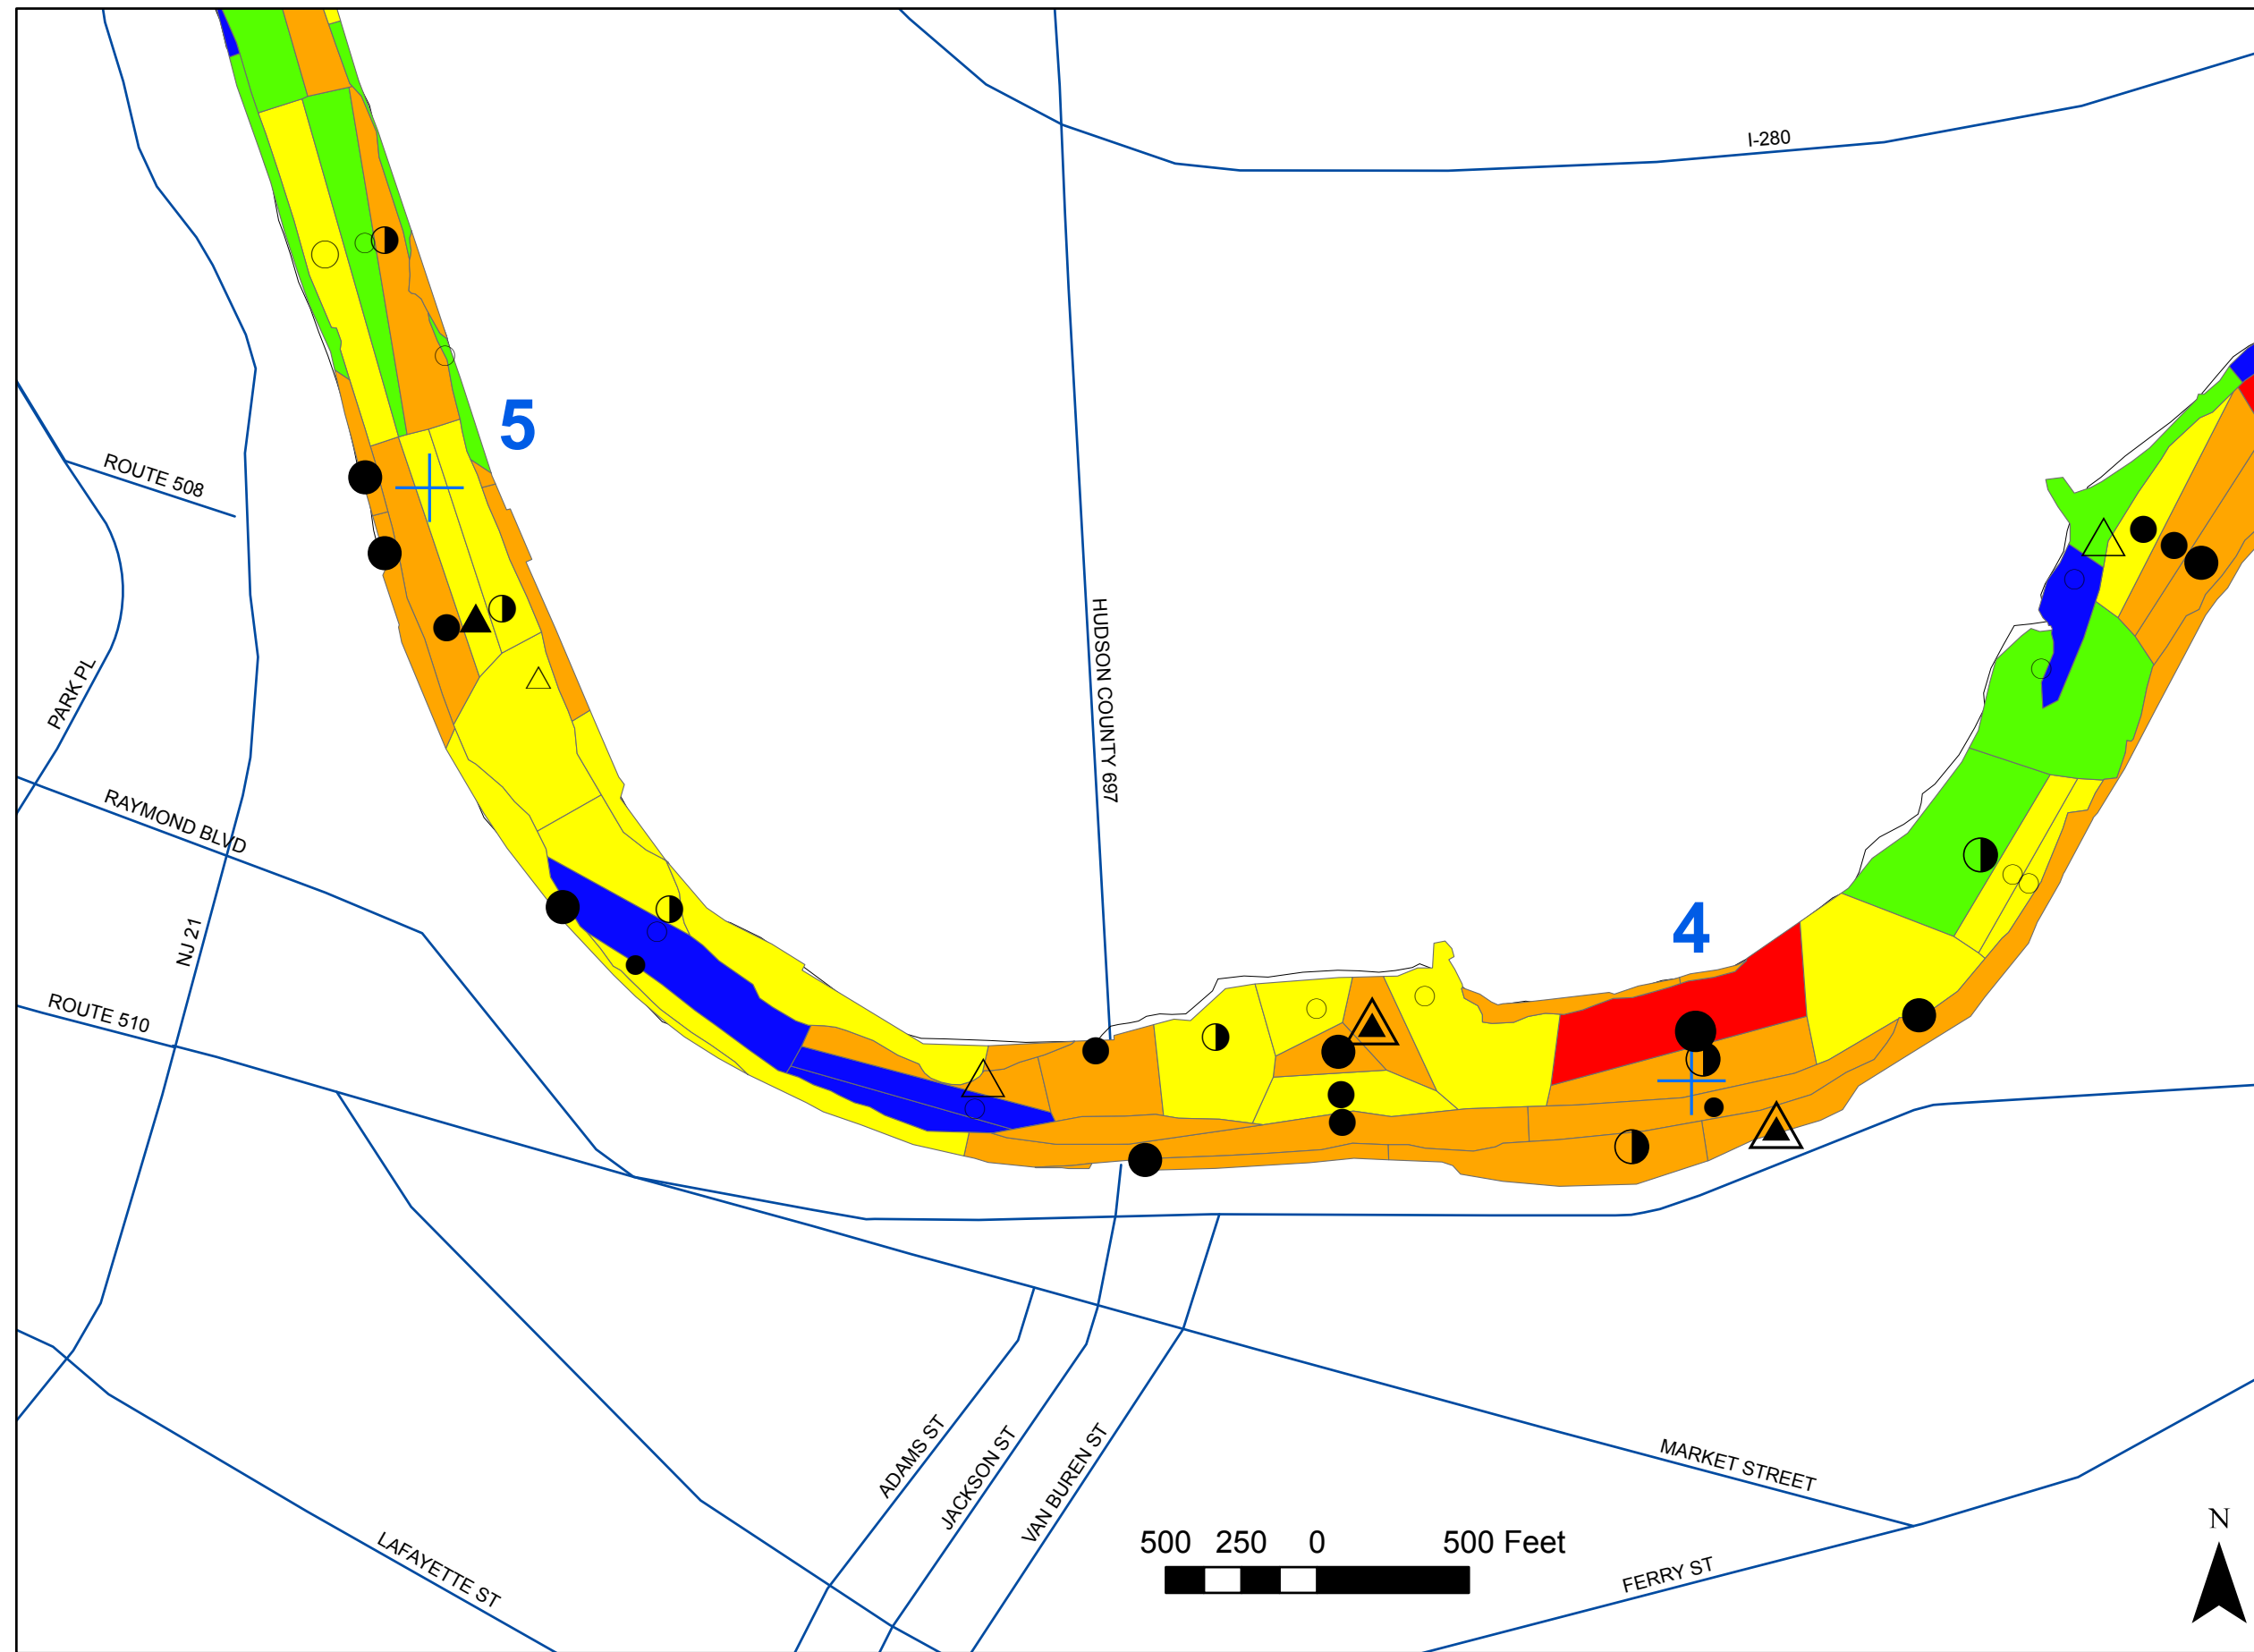 I-280
5
ROUTE 508
HUDSON COUNTY 697
PARK PL
RAYMOND BLVD
NJ 21
4
ROUTE 510
ADAMS ST
JACKSON ST
VAN BUREN ST
MARKET STREET
LAFAYETTE ST
500 250 0 500 Feet
FERRY ST
N